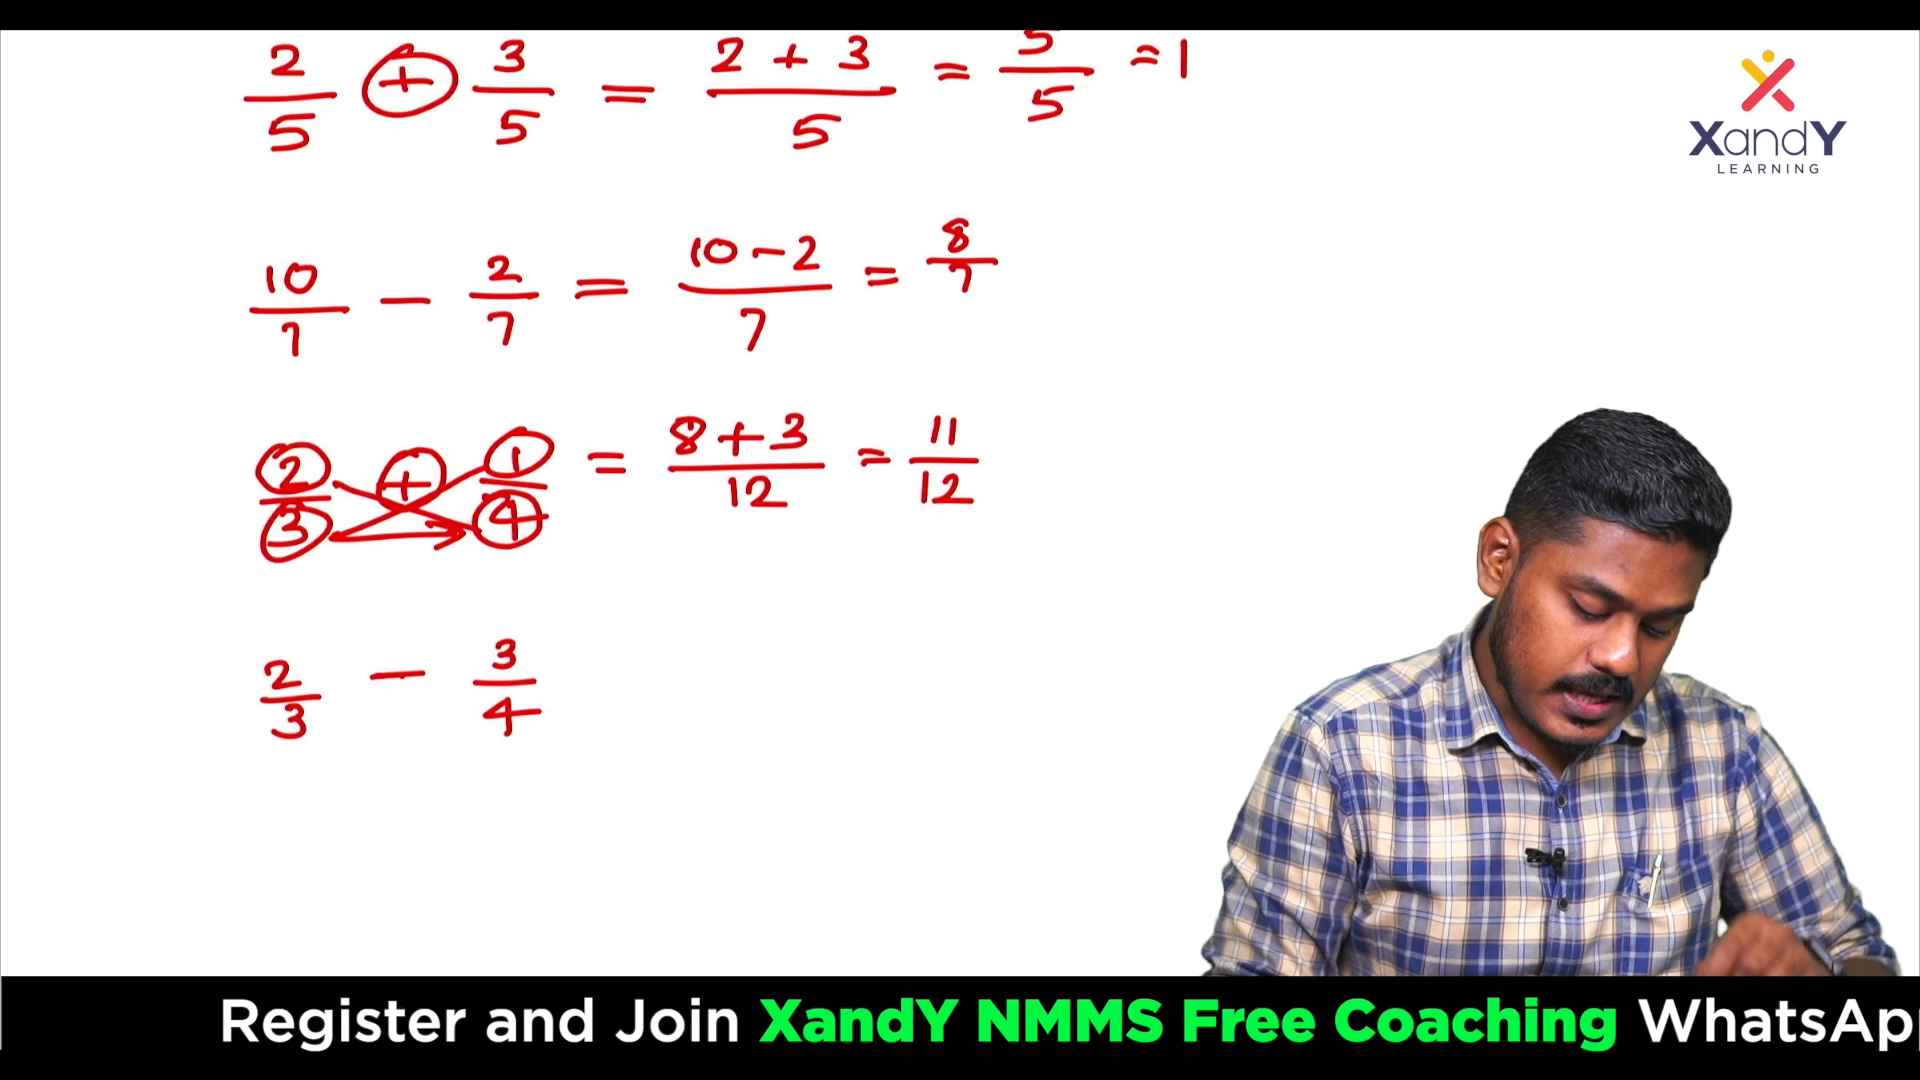 2/5 + 3/5 = 2 + 3/5 = 5/5 = 1
10/7 - 2/7 = 10 - 2/7 = 8/7
2/3 + 1/4 = 8 + 3/12 = 11/12
2/3 - 3/4
XandY
LEARNING
Register and Join XandY NMMS Free Coaching WhatsAp